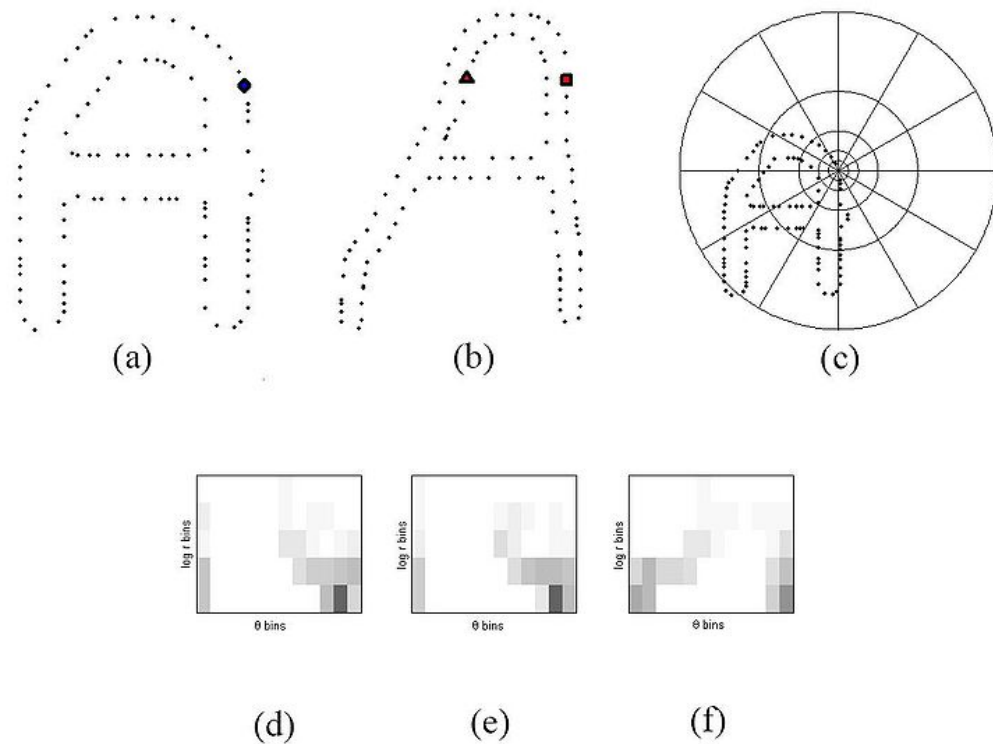 (a) (b) (c)
log r bins log r bins log r bins
θ bins θ bins θ bins
(d) (e) (f)